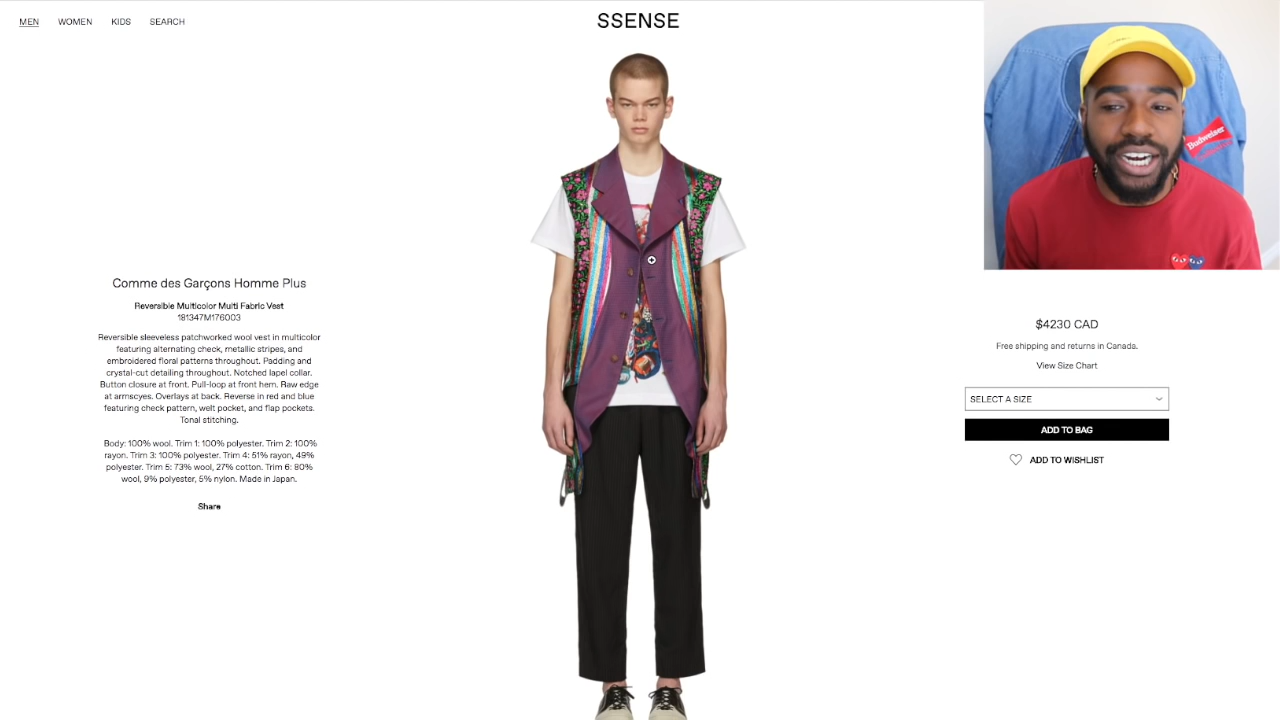 MEN
WOMEN
KIDS
SEARCH
SSENSE
Budweiser
Comme des Garçons Homme Plus
Reversible Multicolor Multi Fabric Vest
181347M176003
Reversible sleeveless patchworked wool vest in multicolor
featuring alternating check, metallic stripes, and
embroidered floral patterns throughout. Padding and
crystal-cut detailing throughout. Notched lapel collar.
Button closure at front. Pull-loop at front hem. Raw edge
at armscyes. Overlays at back. Reverse in red and blue
featuring check pattern, welt pocket, and flap pockets.
Tonal stitching.
Body: 100% wool. Trim 1: 100% polyester. Trim 2: 100%
rayon. Trim 3: 100% polyester. Trim 4: 51% rayon, 49%
polyester. Trim 5: 73% wool, 27% cotton. Trim 6: 80%
wool, 9% polyester, 5% nylon. Made in Japan.
Share
$4230 CAD
Free shipping and returns in Canada.
View Size Chart
SELECT A SIZE
ADD TO BAG
ADD TO WISHLIST